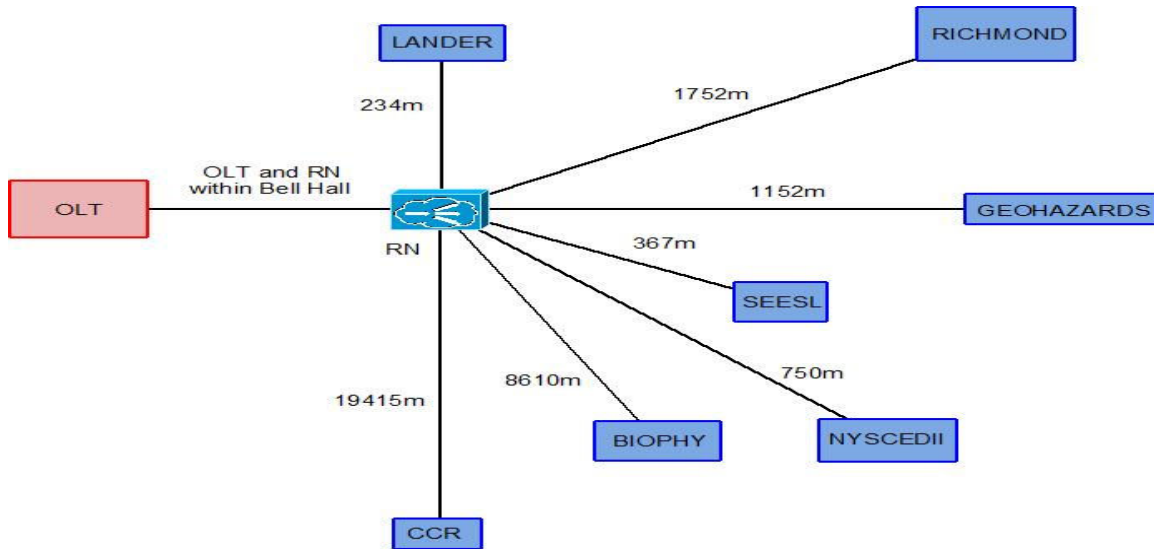 LANDER
RICHMOND
234m
1752m
OLT and RN
within Bell Hall
OLT
1152m
GEOHAZARDS
RN
367m
SEESL
19415m
8610m
750m
BIOPHY
NYSCEDII
CCR